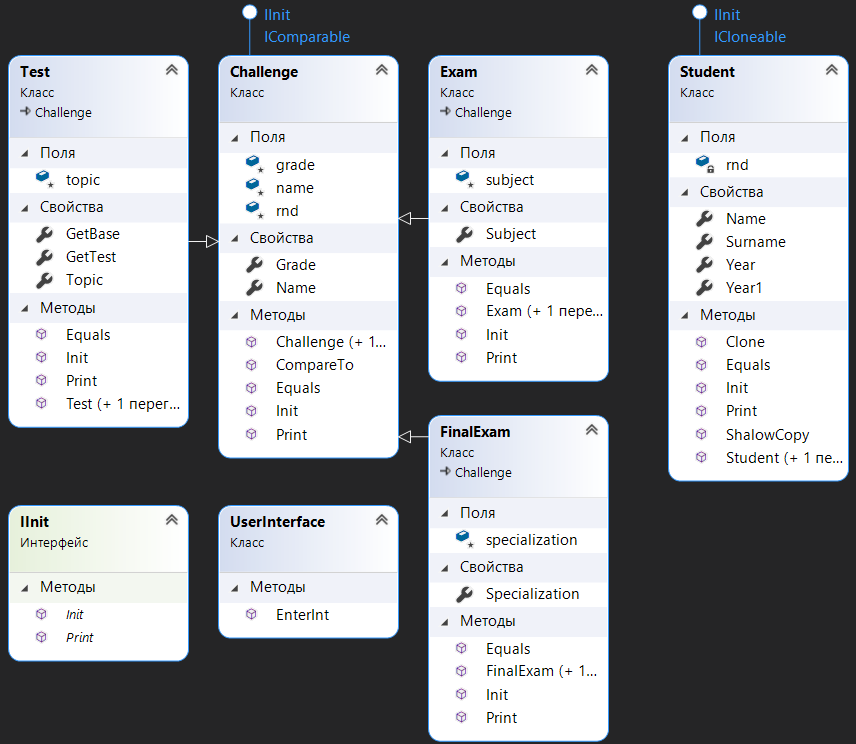 IInit
IComparable
IInit
ICloneable
Test
Класс
Challenge
Поля
topic
Свойства
GetBase
GetTest
Topic
Методы
Equals
Init
Print
Test (+ 1 перег...
Challenge
Класс
Поля
grade
name
rnd
Свойства
Grade
Name
Методы
Challenge (+ 1...
CompareTo
Equals
Init
Print
Exam
Класс
Challenge
Поля
subject
Свойства
Subject
Методы
Equals
Exam (+ 1 пере...
Init
Print
Student
Класс
Поля
rnd
Свойства
Name
Surname
Year
Year1
Методы
Clone
Equals
Init
Print
ShalowCopy
Student (+ 1 пе...
IInit
Интерфейс
Методы
Init
Print
UserInterface
Класс
Методы
EnterInt
FinalExam
Класс
Challenge
Поля
specialization
Свойства
Specialization
Методы
Equals
FinalExam (+ 1...
Init
Print